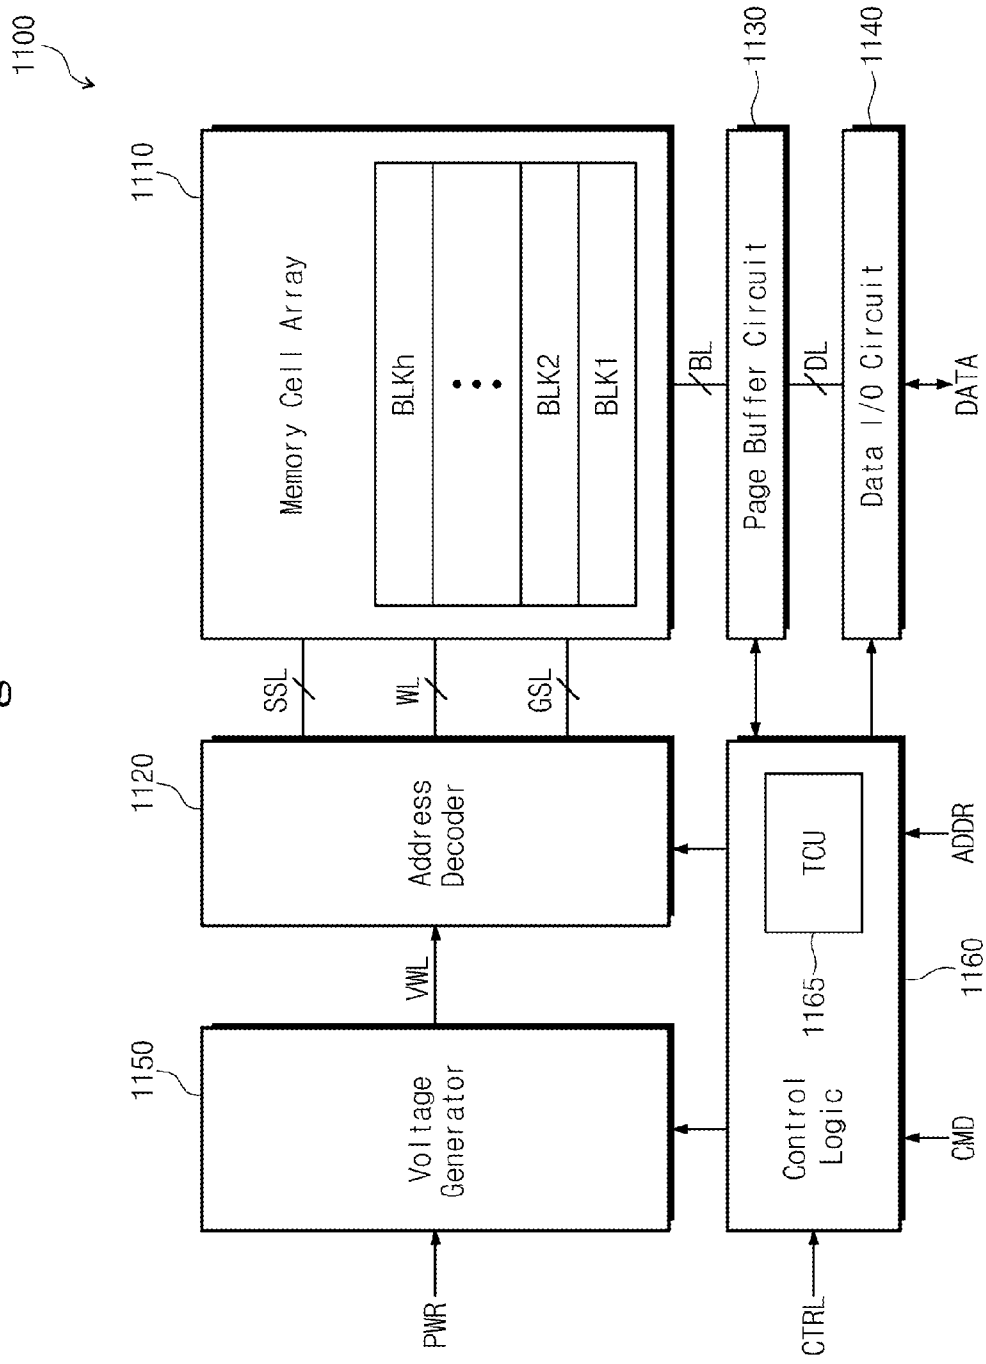 1100
1110
Memory Cell Array
BLKh
BLK2
BLK1
SSL
WL
GSL
1120
Address
Decoder
VWL
1150
Voltage
Generator
PWR
BL
Page Buffer Circuit
1130
DL
Data I/O Circuit
1140
DATA
TCU
1165
Control
Logic
1160
CTRL
CMD
ADDR